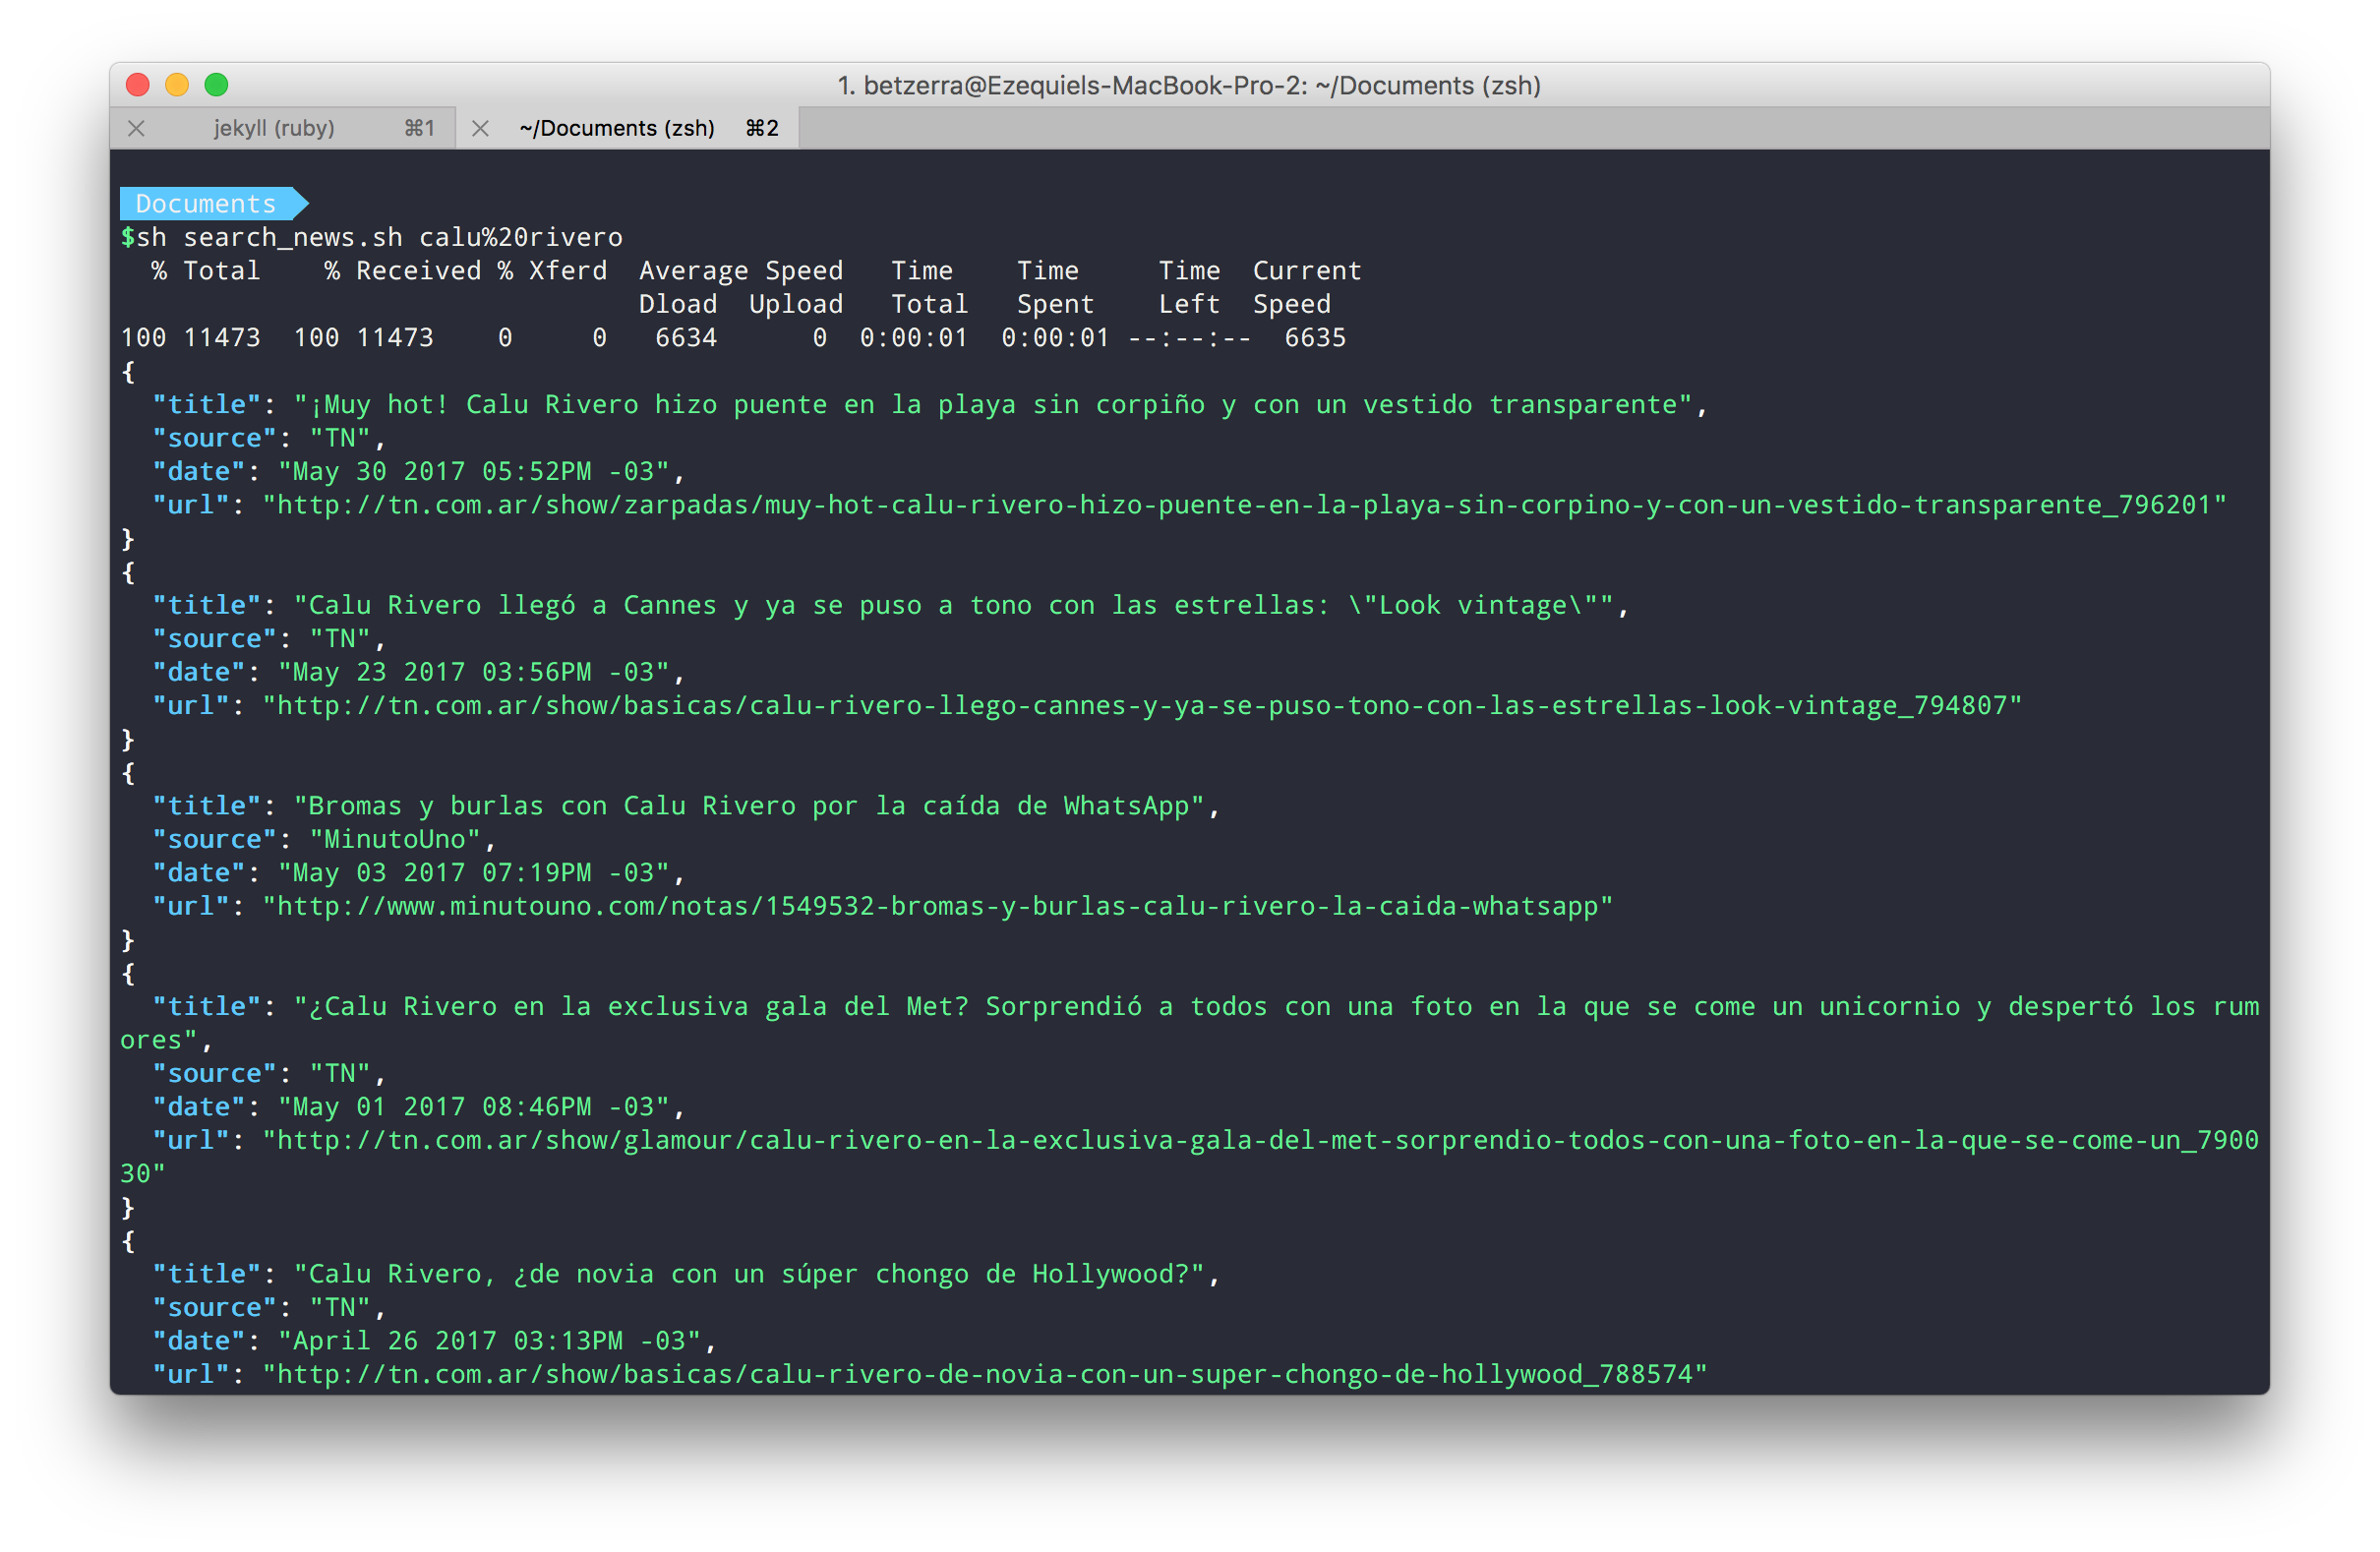 1. betzerra@Ezequiels-MacBook-Pro-2: ~/Documents (zsh)
jekyll (ruby) ⌘1 ~/Documents (zsh) ⌘2
Documents
$sh search_news.sh calu%20rivero
  % Total    % Received % Xferd  Average Speed   Time    Time     Time  Current
                                 Dload  Upload   Total   Spent    Left  Speed
100 11473  100 11473    0     0   6634      0  0:00:01  0:00:01 --:--:--  6635
{
  "title": "¡Muy hot! Calu Rivero hizo puente en la playa sin corpiño y con un vestido transparente",
  "source": "TN",
  "date": "May 30 2017 05:52PM -03",
  "url": "http://tn.com.ar/show/zarpadas/muy-hot-calu-rivero-hizo-puente-en-la-playa-sin-corpino-y-con-un-vestido-transparente_796201"
}
{
  "title": "Calu Rivero llegó a Cannes y ya se puso a tono con las estrellas: \"Look vintage\"",
  "source": "TN",
  "date": "May 23 2017 03:56PM -03",
  "url": "http://tn.com.ar/show/basicas/calu-rivero-llego-cannes-y-ya-se-puso-tono-con-las-estrellas-look-vintage_794807"
}
{
  "title": "Bromas y burlas con Calu Rivero por la caída de WhatsApp",
  "source": "MinutoUno",
  "date": "May 03 2017 07:19PM -03",
  "url": "http://www.minutouno.com/notas/1549532-bromas-y-burlas-calu-rivero-la-caida-whatsapp"
}
{
  "title": "¿Calu Rivero en la exclusiva gala del Met? Sorprendió a todos con una foto en la que se come un unicornio y despertó los rum
ores",
  "source": "TN",
  "date": "May 01 2017 08:46PM -03",
  "url": "http://tn.com.ar/show/glamour/calu-rivero-en-la-exclusiva-gala-del-met-sorprendio-todos-con-una-foto-en-la-que-se-come-un_7900
30"
}
{
  "title": "Calu Rivero, ¿de novia con un súper chongo de Hollywood?",
  "source": "TN",
  "date": "April 26 2017 03:13PM -03",
  "url": "http://tn.com.ar/show/basicas/calu-rivero-de-novia-con-un-super-chongo-de-hollywood_788574"